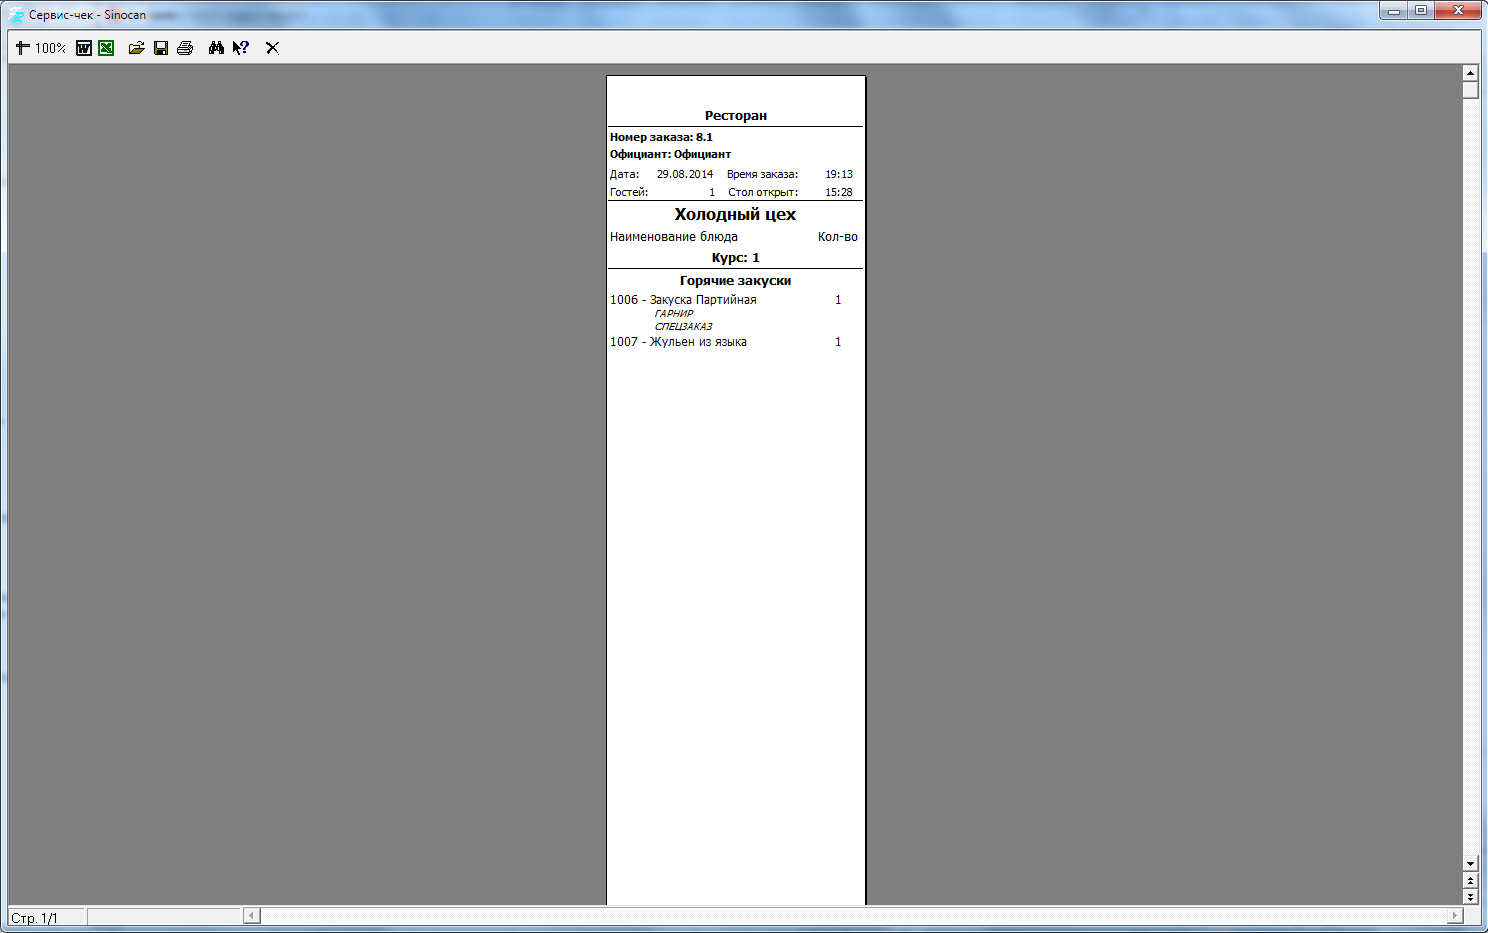 Сервис-чек - Sinocan
100%
Ресторан
Номер заказа: 8.1
Официант: Официант
Дата: 29.08.2014 Время заказа: 19:13
Гостей: 1 Стол открыт: 15:28
Холодный цех
Наименование блюда Кол-во
Курс: 1
Горячие закуски
1006 - Закуска Партийная 1
ГАРНИР
СПЕЦЗАКАЗ
1007 - Жульен из языка 1
Стр. 1/1